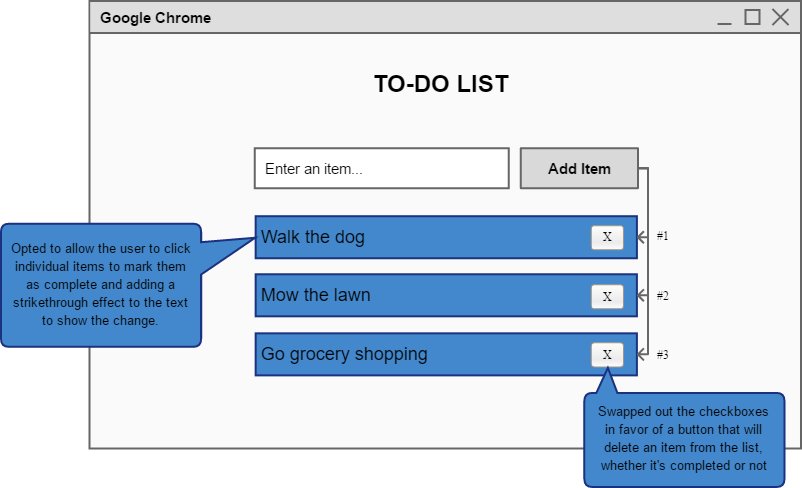 Google Chrome
TO-DO LIST
Enter an item...
Add Item
Walk the dog
X
#1
Opted to allow the user to click
individual items to mark them
as complete and adding a
strikethrough effect to the text
to show the change.
Mow the lawn
X
#2
Go grocery shopping
X
#3
Swapped out the checkboxes
in favor of a button that will
delete an item from the list,
whether it's completed or not